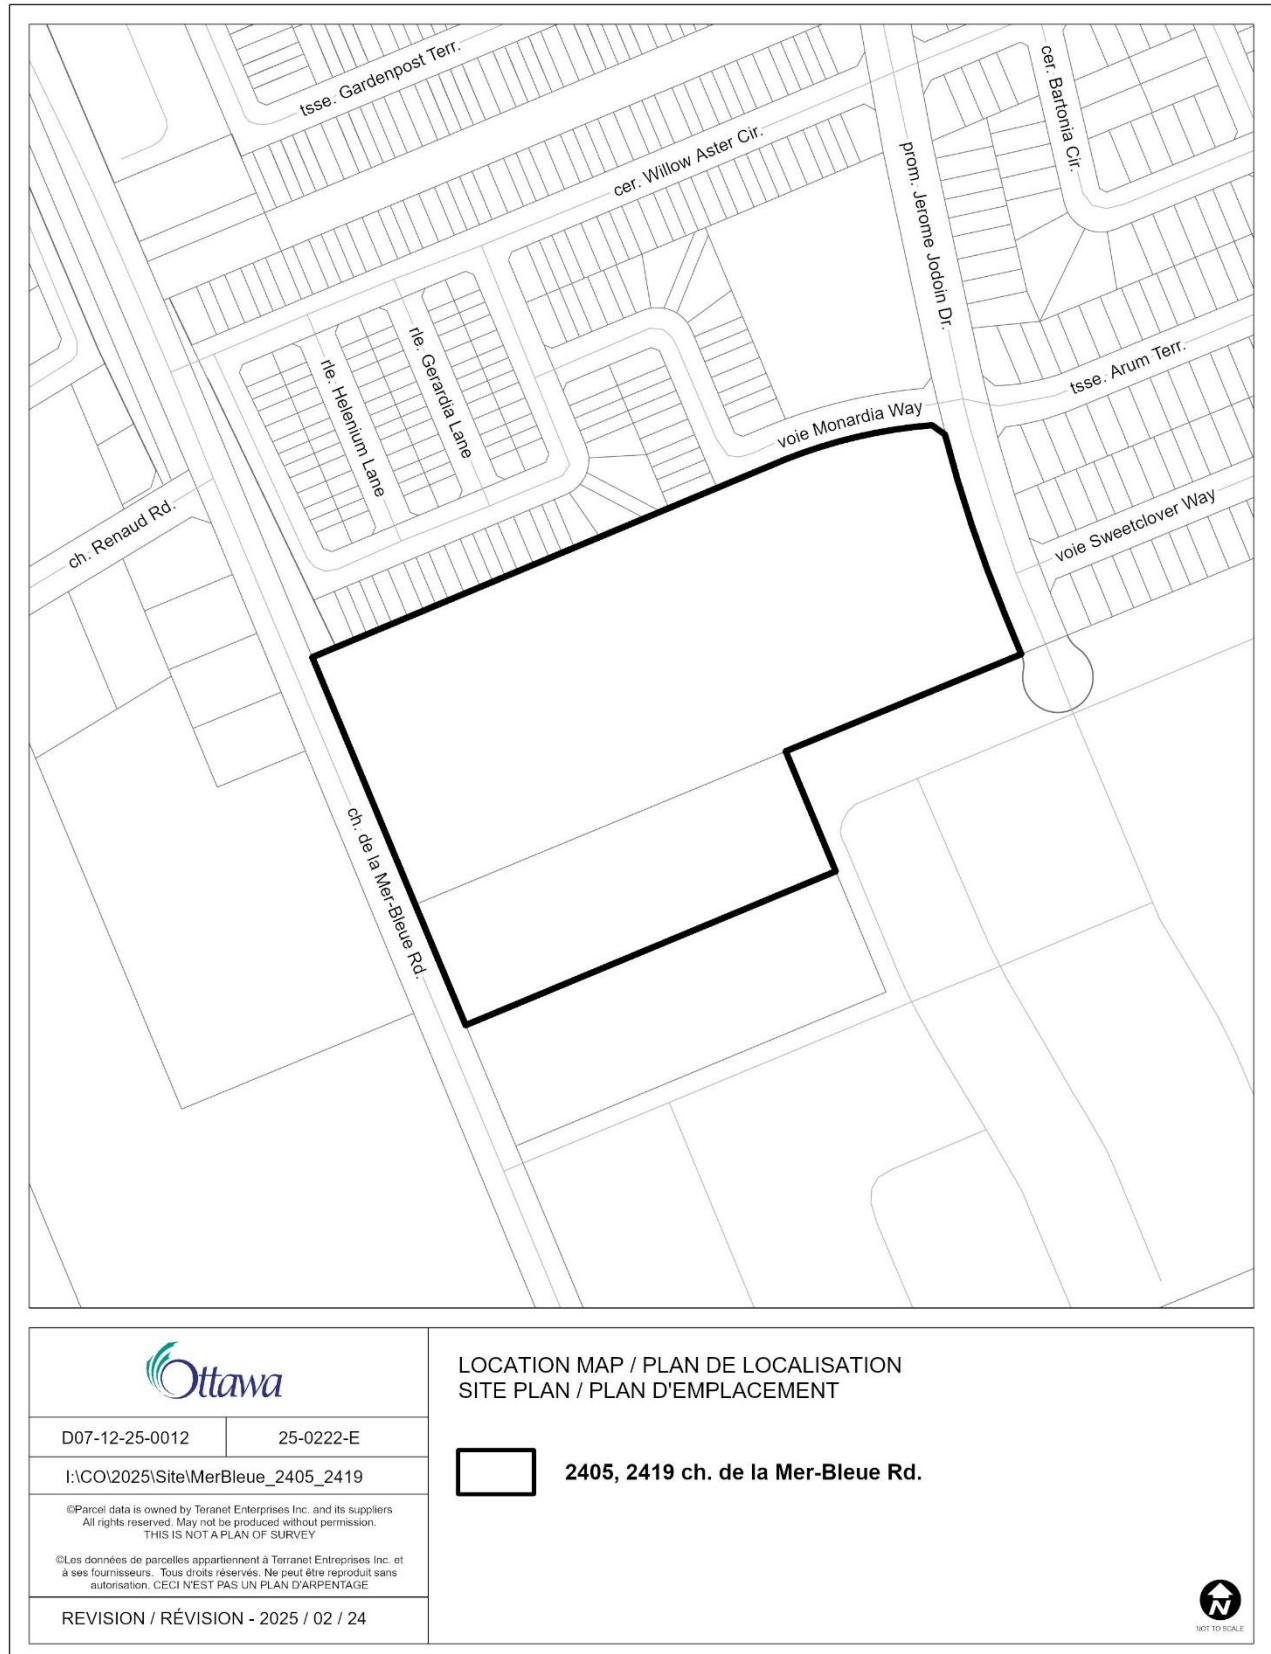 tsse. Gardenpost Terr.
cer. Bartonia Cir.
cer. Willow Aster Cir.
prom. Jerome Jodoin Dr.
rle. Helenium Lane
rle. Gerardia Lane
tsse. Arum Terr.
voie Monardia Way
voie Sweetclover Way
ch. Renaud Rd.
ch. de la Mer-Bleue Rd.
Ottawa
D07-12-25-0012
25-0222-E
I:\CO\2025\Site\MerBleue_2405_2419
©Parcel data is owned by Teranet Enterprises Inc. and its suppliers
All rights reserved. May not be produced without permission.
THIS IS NOT A PLAN OF SURVEY
©Les données de parcelles appartiennent à Terranet Entreprises Inc. et
à ses fournisseurs. Tous droits réservés. Ne peut être reproduit sans
autorisation. CECI N'EST PAS UN PLAN D'ARPENTAGE
REVISION / RÉVISION - 2025 / 02 / 24
LOCATION MAP / PLAN DE LOCALISATION
SITE PLAN / PLAN D'EMPLACEMENT
2405, 2419 ch. de la Mer-Bleue Rd.
N
NOT TO SCALE